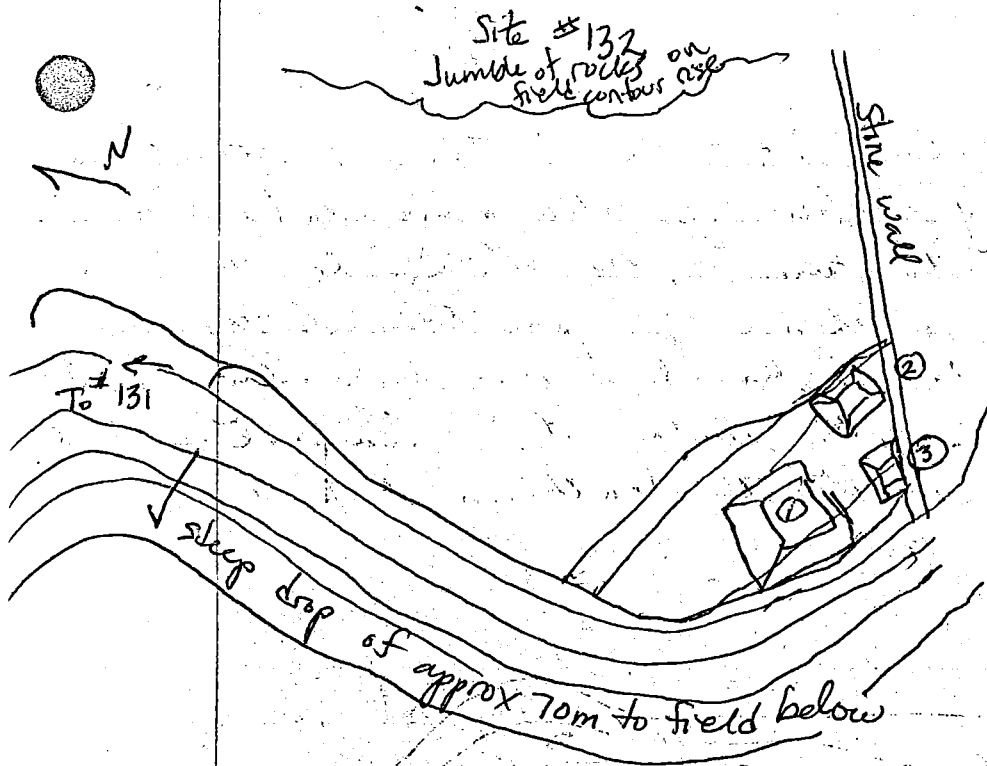 Site #132
Jumble of rocks on
field contour rise
N
Stone wall
2
To #131
3
1
steep drop of approx 70m to field below